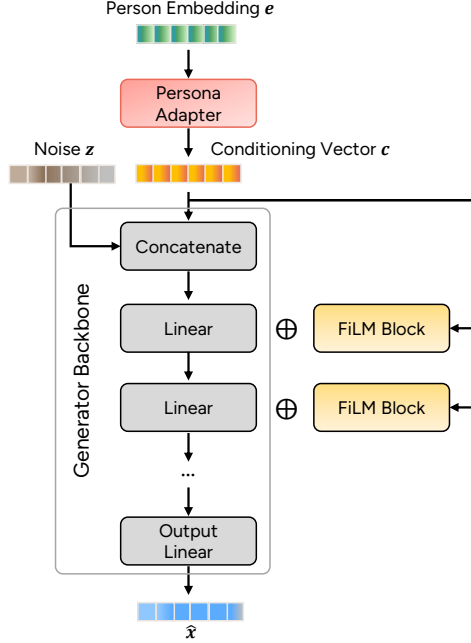 Person Embedding e
Persona
Adapter
Noise z
Conditioning Vector c
Concatenate
Generator Backbone
Linear
⊕
FiLM Block
Linear
⊕
FiLM Block
...
Output
Linear
x̂